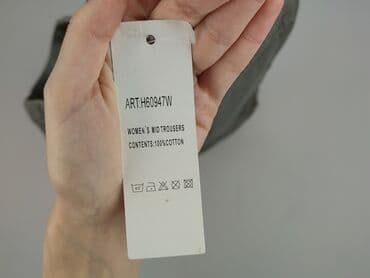 ART.H60947W
WOMEN'S MID TROUSERS
CONTENTS:100%COTTON